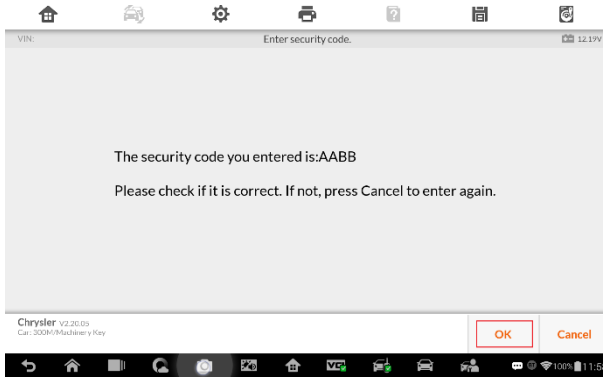 VIN:
Enter security code.
12.19V
The security code you entered is:AABB
Please check if it is correct. If not, press Cancel to enter again.
Chrysler V2.20.05
Car: 300M/Machinery Key
OK
Cancel
100%